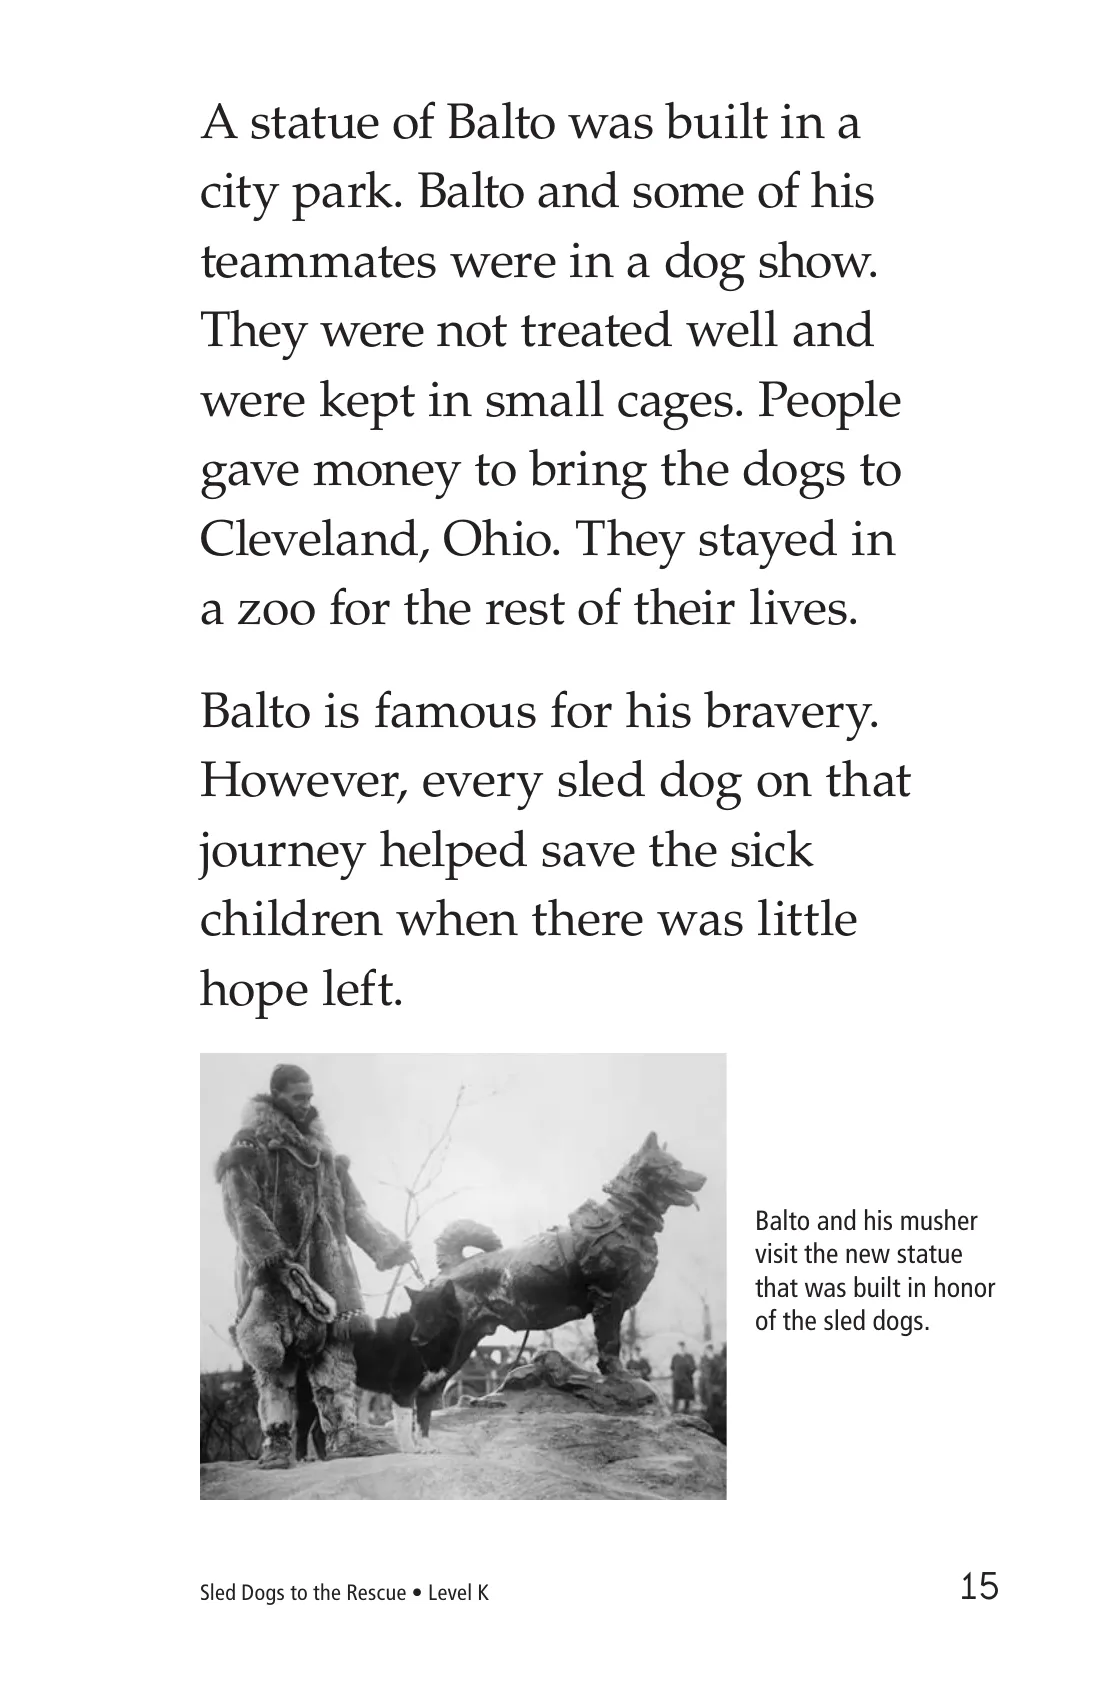 A statue of Balto was built in a
city park. Balto and some of his
teammates were in a dog show.
They were not treated well and
were kept in small cages. People
gave money to bring the dogs to
Cleveland, Ohio. They stayed in
a zoo for the rest of their lives.
Balto is famous for his bravery.
However, every sled dog on that
journey helped save the sick
children when there was little
hope left.
Balto and his musher
visit the new statue
that was built in honor
of the sled dogs.
Sled Dogs to the Rescue • Level K
15